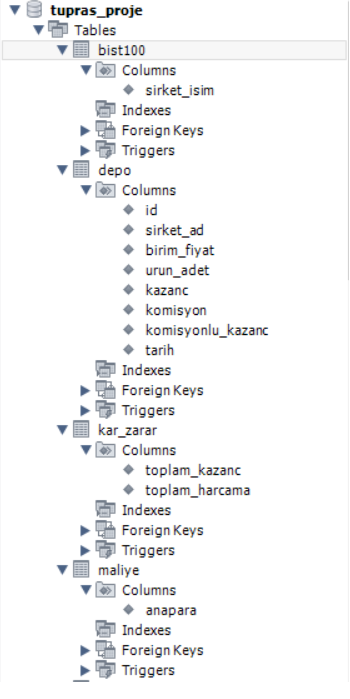 tupras_proje
Tables
bist100
Columns
sirket_isim
Indexes
Foreign Keys
Triggers
depo
Columns
id
sirket_ad
birim_fiyat
urun_adet
kazanc
komisyon
komisyonlu_kazanc
tarih
Indexes
Foreign Keys
Triggers
kar_zarar
Columns
toplam_kazanc
toplam_harcama
Indexes
Foreign Keys
Triggers
maliye
Columns
anapara
Indexes
Foreign Keys
Triggers